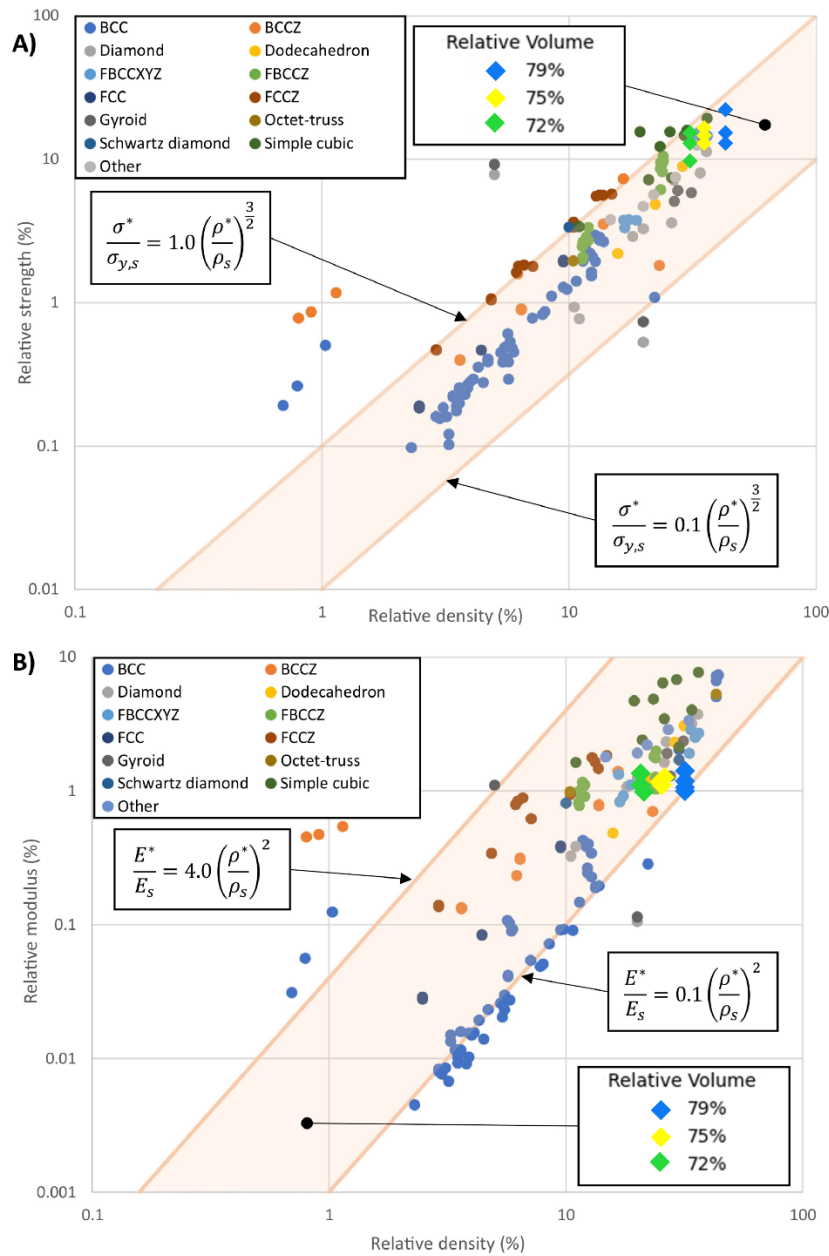 A)
100
10
1
0.1
0.01
Relative strength (%)
BCC
BCCZ
Diamond
Dodecahedron
FBCCXYZ
FBCCZ
FCC
FCCZ
Gyroid
Octet-truss
Schwartz diamond
Simple cubic
Other
Relative Volume
79%
75%
72%
σ*/σy,s = 1.0 (ρ*/ρs)^3/2
σ*/σy,s = 0.1 (ρ*/ρs)^3/2
0.1
1
10
100
Relative density (%)
B)
10
1
0.1
0.01
0.001
Relative modulus (%)
BCC
BCCZ
Diamond
Dodecahedron
FBCCXYZ
FBCCZ
FCC
FCCZ
Gyroid
Octet-truss
Schwartz diamond
Simple cubic
Other
E*/Es = 4.0 (ρ*/ρs)^2
E*/Es = 0.1 (ρ*/ρs)^2
Relative Volume
79%
75%
72%
0.1
1
10
100
Relative density (%)